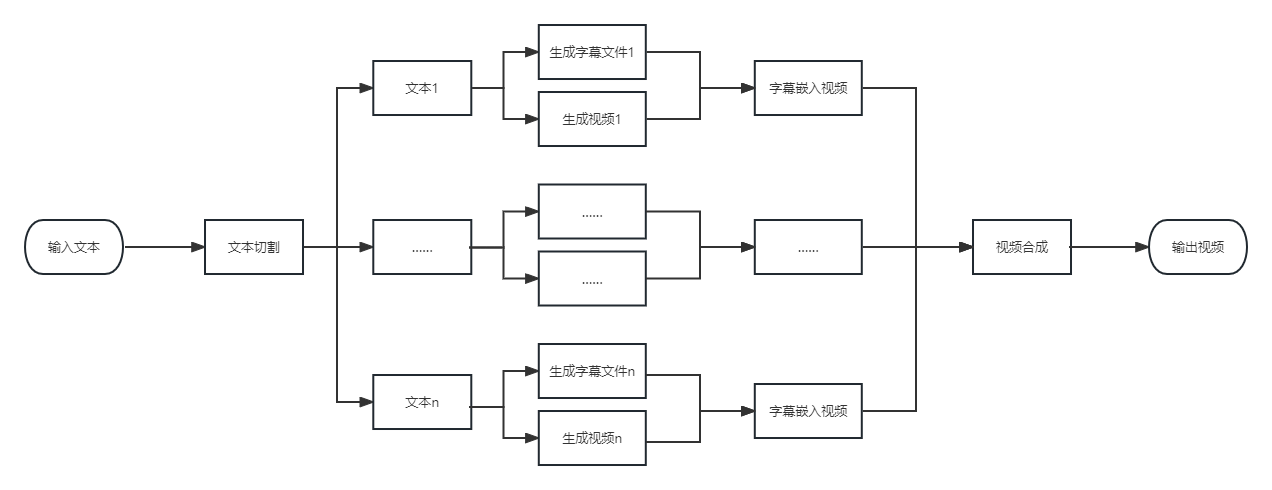 输入文本
文本切割
文本1
生成字幕文件1
生成视频1
字幕嵌入视频
......
......
......
......
文本n
生成字幕文件n
生成视频n
字幕嵌入视频
视频合成
输出视频